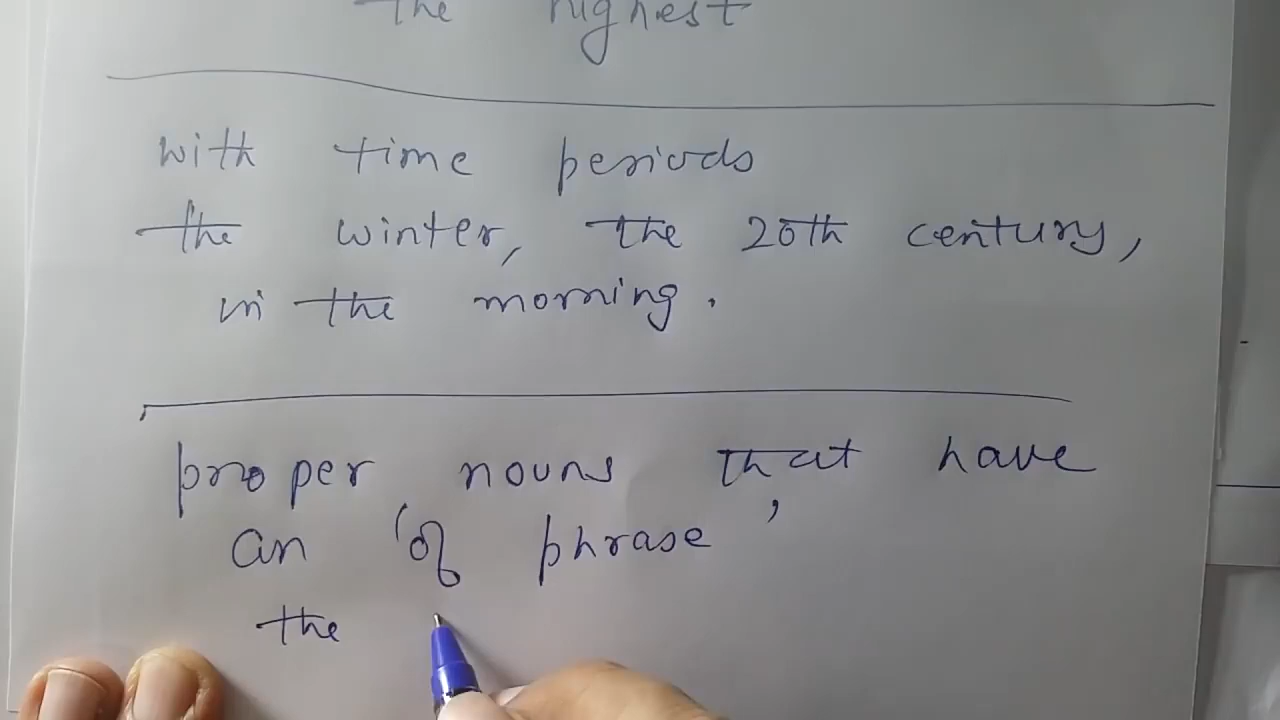 the highest
with time periods
the winter, the 20th century,
in the morning.
proper nouns that have
an 'of phrase'
the